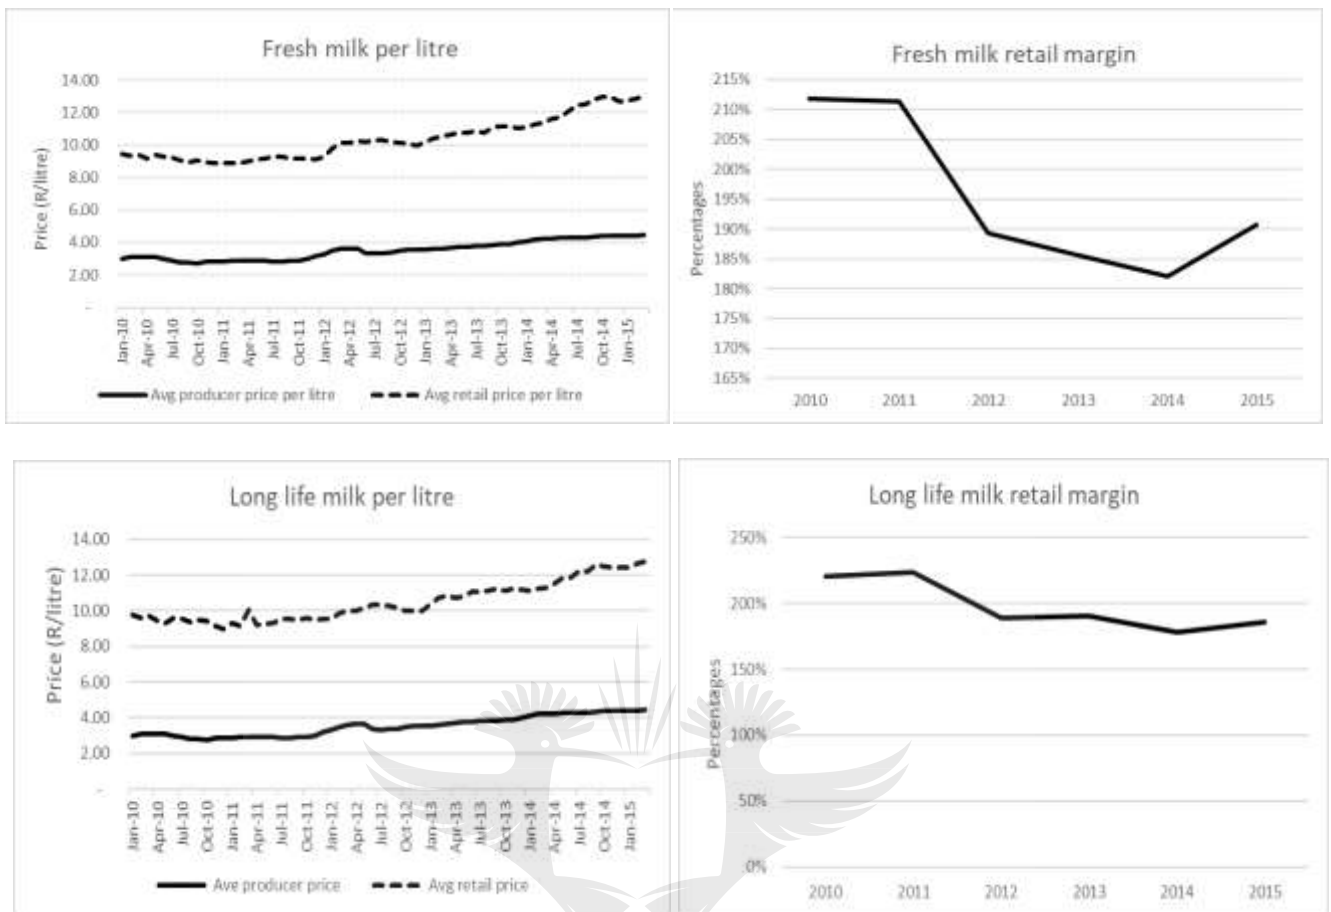 Fresh milk per litre
Price (R/litre)
14.00
12.00
10.00
8.00
6.00
4.00
2.00
-
Jan-10 Apr-10 Jul-10 Oct-10 Jan-11 Apr-11 Jul-11 Oct-11 Jan-12 Apr-12 Jul-12 Oct-12 Jan-13 Apr-13 Jul-13 Oct-13 Jan-14 Apr-14 Jul-14 Oct-14 Jan-15
Avg producer price per litre Avg retail price per litre
Fresh milk retail margin
Percentages
215%
210%
205%
200%
195%
190%
185%
180%
175%
170%
165%
2010 2011 2012 2013 2014 2015
Long life milk per litre
Price (R/litre)
14.00
12.00
10.00
8.00
6.00
4.00
2.00
-
Jan-10 Apr-10 Jul-10 Oct-10 Jan-11 Apr-11 Jul-11 Oct-11 Jan-12 Apr-12 Jul-12 Oct-12 Jan-13 Apr-13 Jul-13 Oct-13 Jan-14 Apr-14 Jul-14 Oct-14 Jan-15
Ave producer price Avg retail price
Long life milk retail margin
Percentages
250%
200%
150%
100%
50%
0%
2010 2011 2012 2013 2014 2015